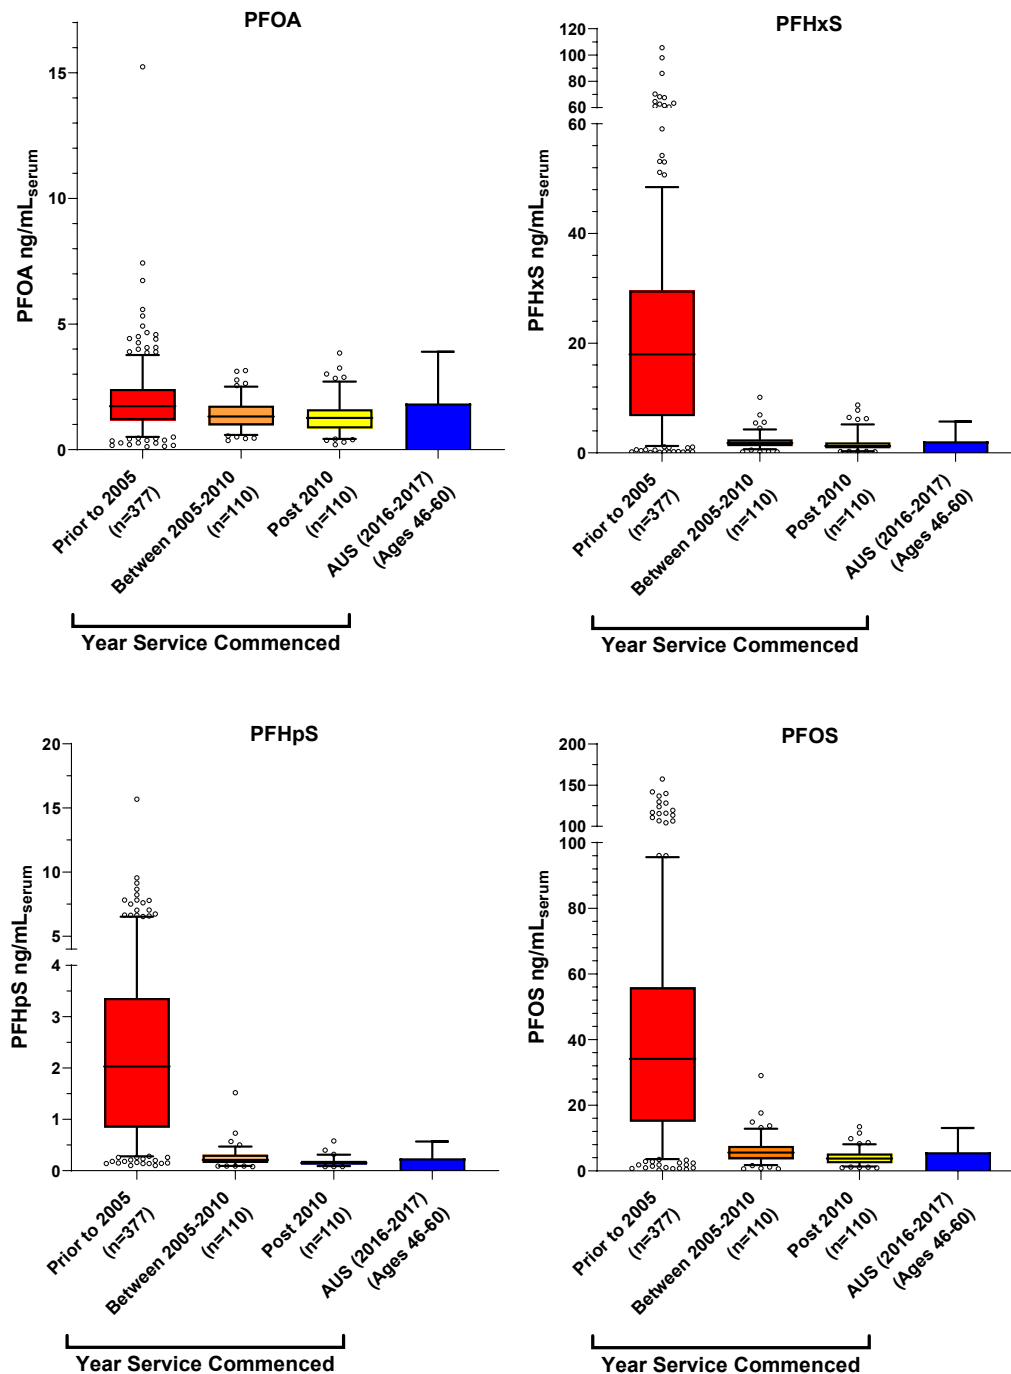 PFOA
PFOA ng/mLserum
15
10
5
0
Prior to 2005
(n=377)
Between 2005-2010
(n=110)
Post 2010
(n=110)
AUS (2016-2017)
(Ages 46-60)
Year Service Commenced
PFHxS
PFHxS ng/mLserum
120
100
80
60
60
40
20
0
Prior to 2005
(n=377)
Between 2005-2010
(n=110)
Post 2010
(n=110)
AUS (2016-2017)
(Ages 46-60)
Year Service Commenced
PFHpS
PFHpS ng/mLserum
20
15
10
5
4
3
2
1
0
Prior to 2005
(n=377)
Between 2005-2010
(n=110)
Post 2010
(n=110)
AUS (2016-2017)
(Ages 46-60)
Year Service Commenced
PFOS
PFOS ng/mLserum
200
150
100
100
80
60
40
20
0
Prior to 2005
(n=377)
Between 2005-2010
(n=110)
Post 2010
(n=110)
AUS (2016-2017)
(Ages 46-60)
Year Service Commenced